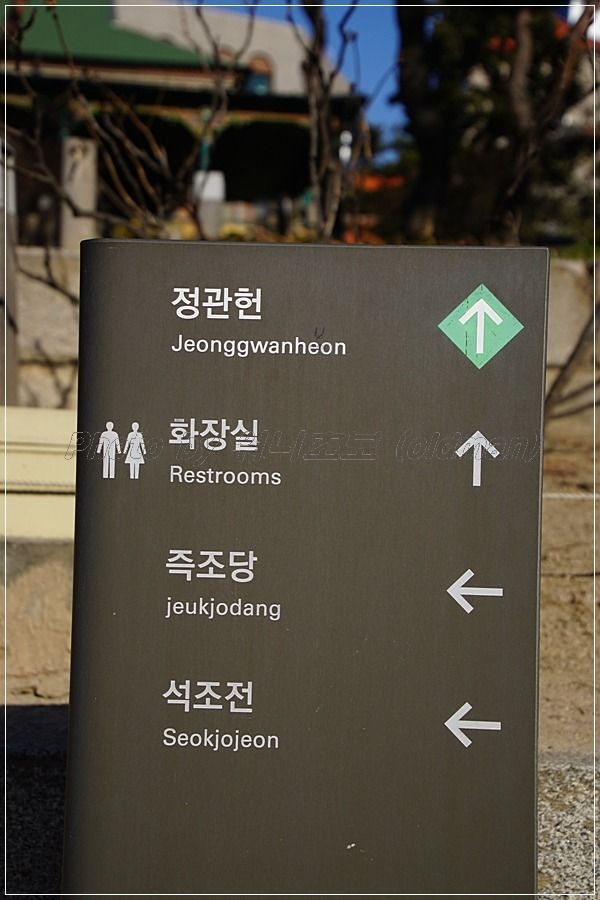 정관헌
Jeonggwanheon
화장실
Restrooms
즉조당
jeukjodang
석조전
Seokjojeon